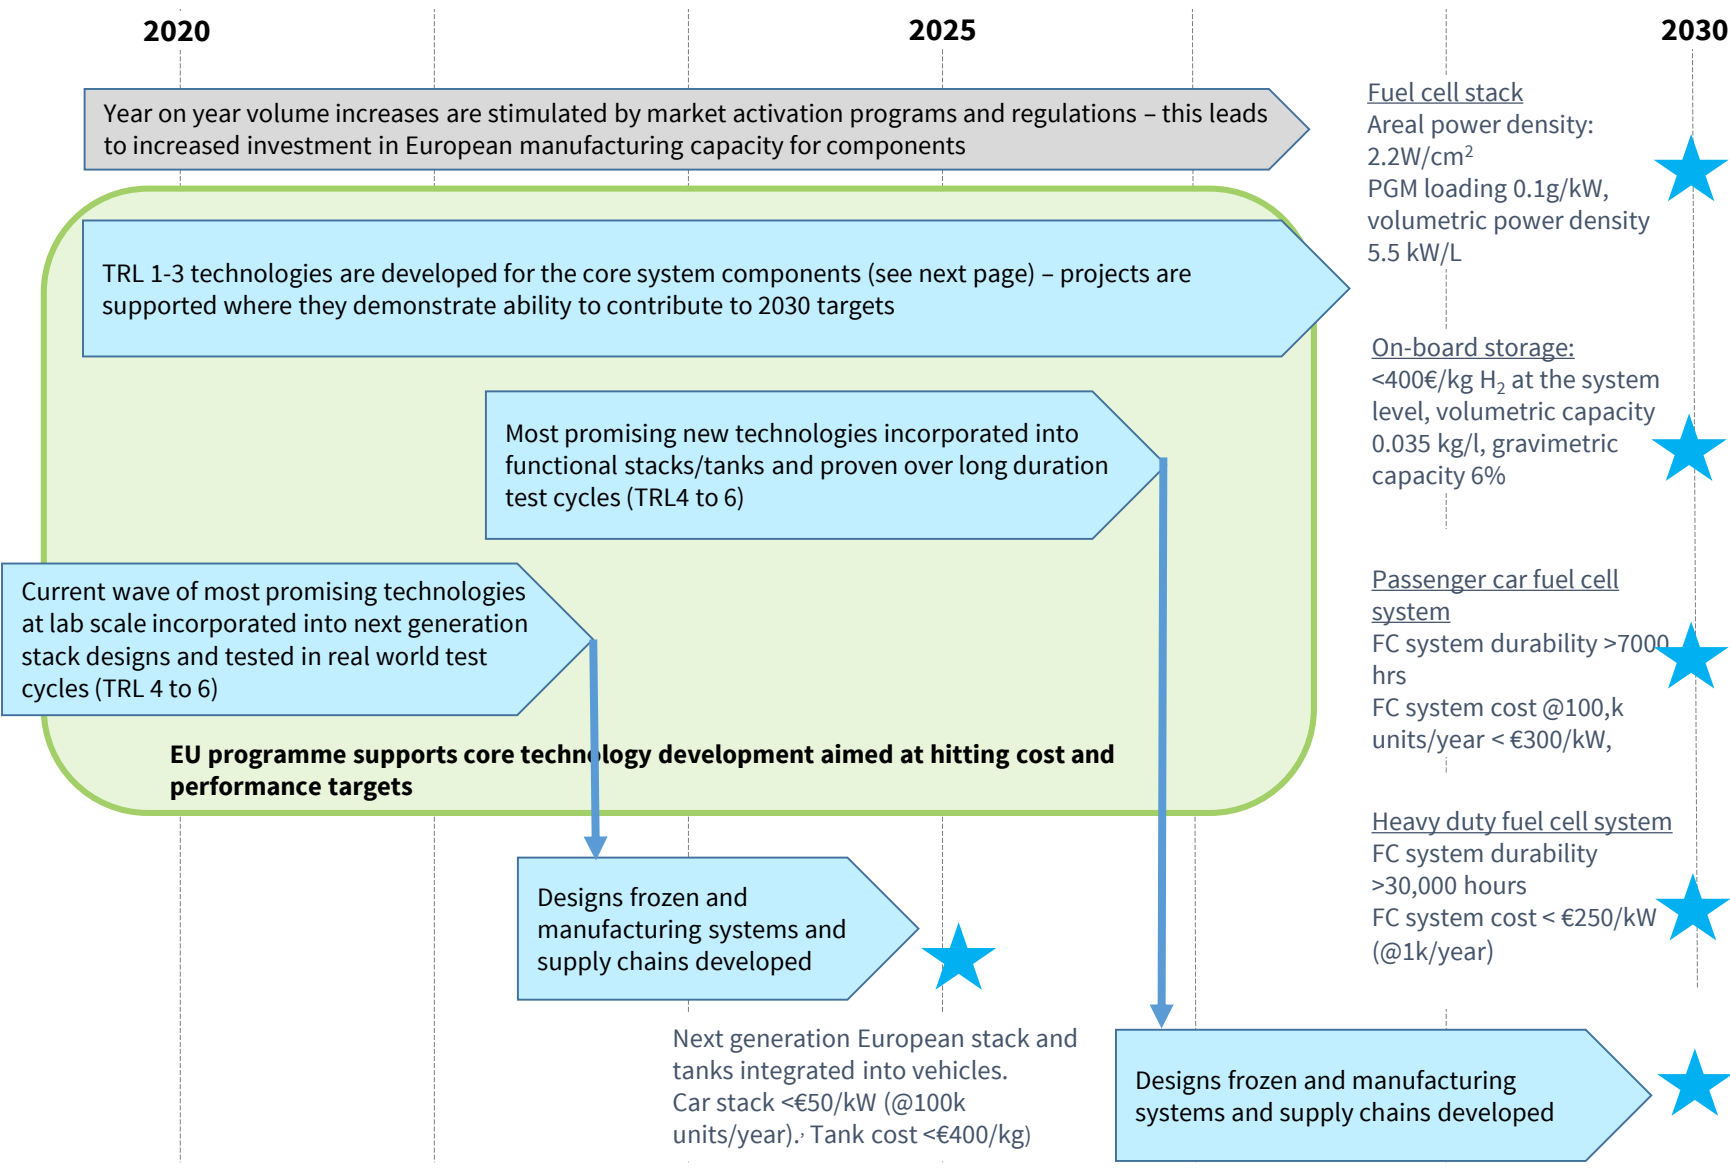 2020
2025
2030
Year on year volume increases are stimulated by market activation programs and regulations – this leads
to increased investment in European manufacturing capacity for components
TRL 1-3 technologies are developed for the core system components (see next page) – projects are
supported where they demonstrate ability to contribute to 2030 targets
Most promising new technologies incorporated into
functional stacks/tanks and proven over long duration
test cycles (TRL4 to 6)
Current wave of most promising technologies
at lab scale incorporated into next generation
stack designs and tested in real world test
cycles (TRL 4 to 6)
EU programme supports core technology development aimed at hitting cost and
performance targets
Designs frozen and
manufacturing systems and
supply chains developed
Next generation European stack and
tanks integrated into vehicles.
Car stack <€50/kW (@100k
units/year)., Tank cost <€400/kg)
Designs frozen and manufacturing
systems and supply chains developed
Fuel cell stack
Areal power density:
2.2W/cm²
PGM loading 0.1g/kW,
volumetric power density
5.5 kW/L
On-board storage:
<400€/kg H₂ at the system
level, volumetric capacity
0.035 kg/l, gravimetric
capacity 6%
Passenger car fuel cell
system
FC system durability >7000
hrs
FC system cost @100,k
units/year < €300/kW,
Heavy duty fuel cell system
FC system durability
>30,000 hours
FC system cost < €250/kW
(@1k/year)